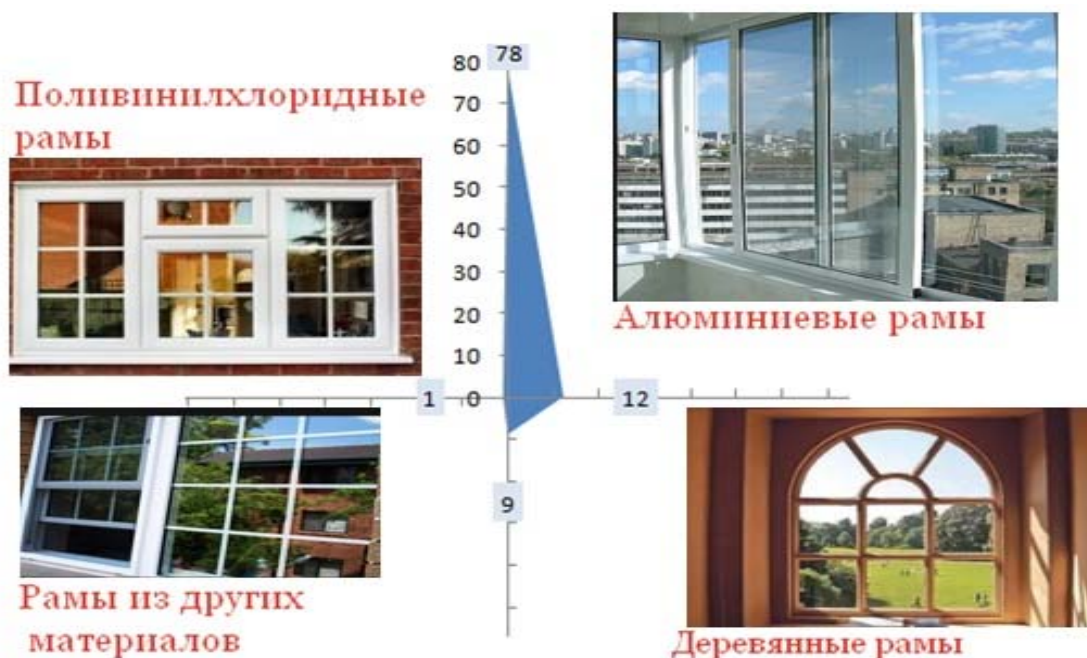 78
80
70
60
50
40
30
20
10
0
1
12
9
Поливинилхлоридные
рамы
Алюминиевые рамы
Рамы из других
материалов
Деревянные рамы